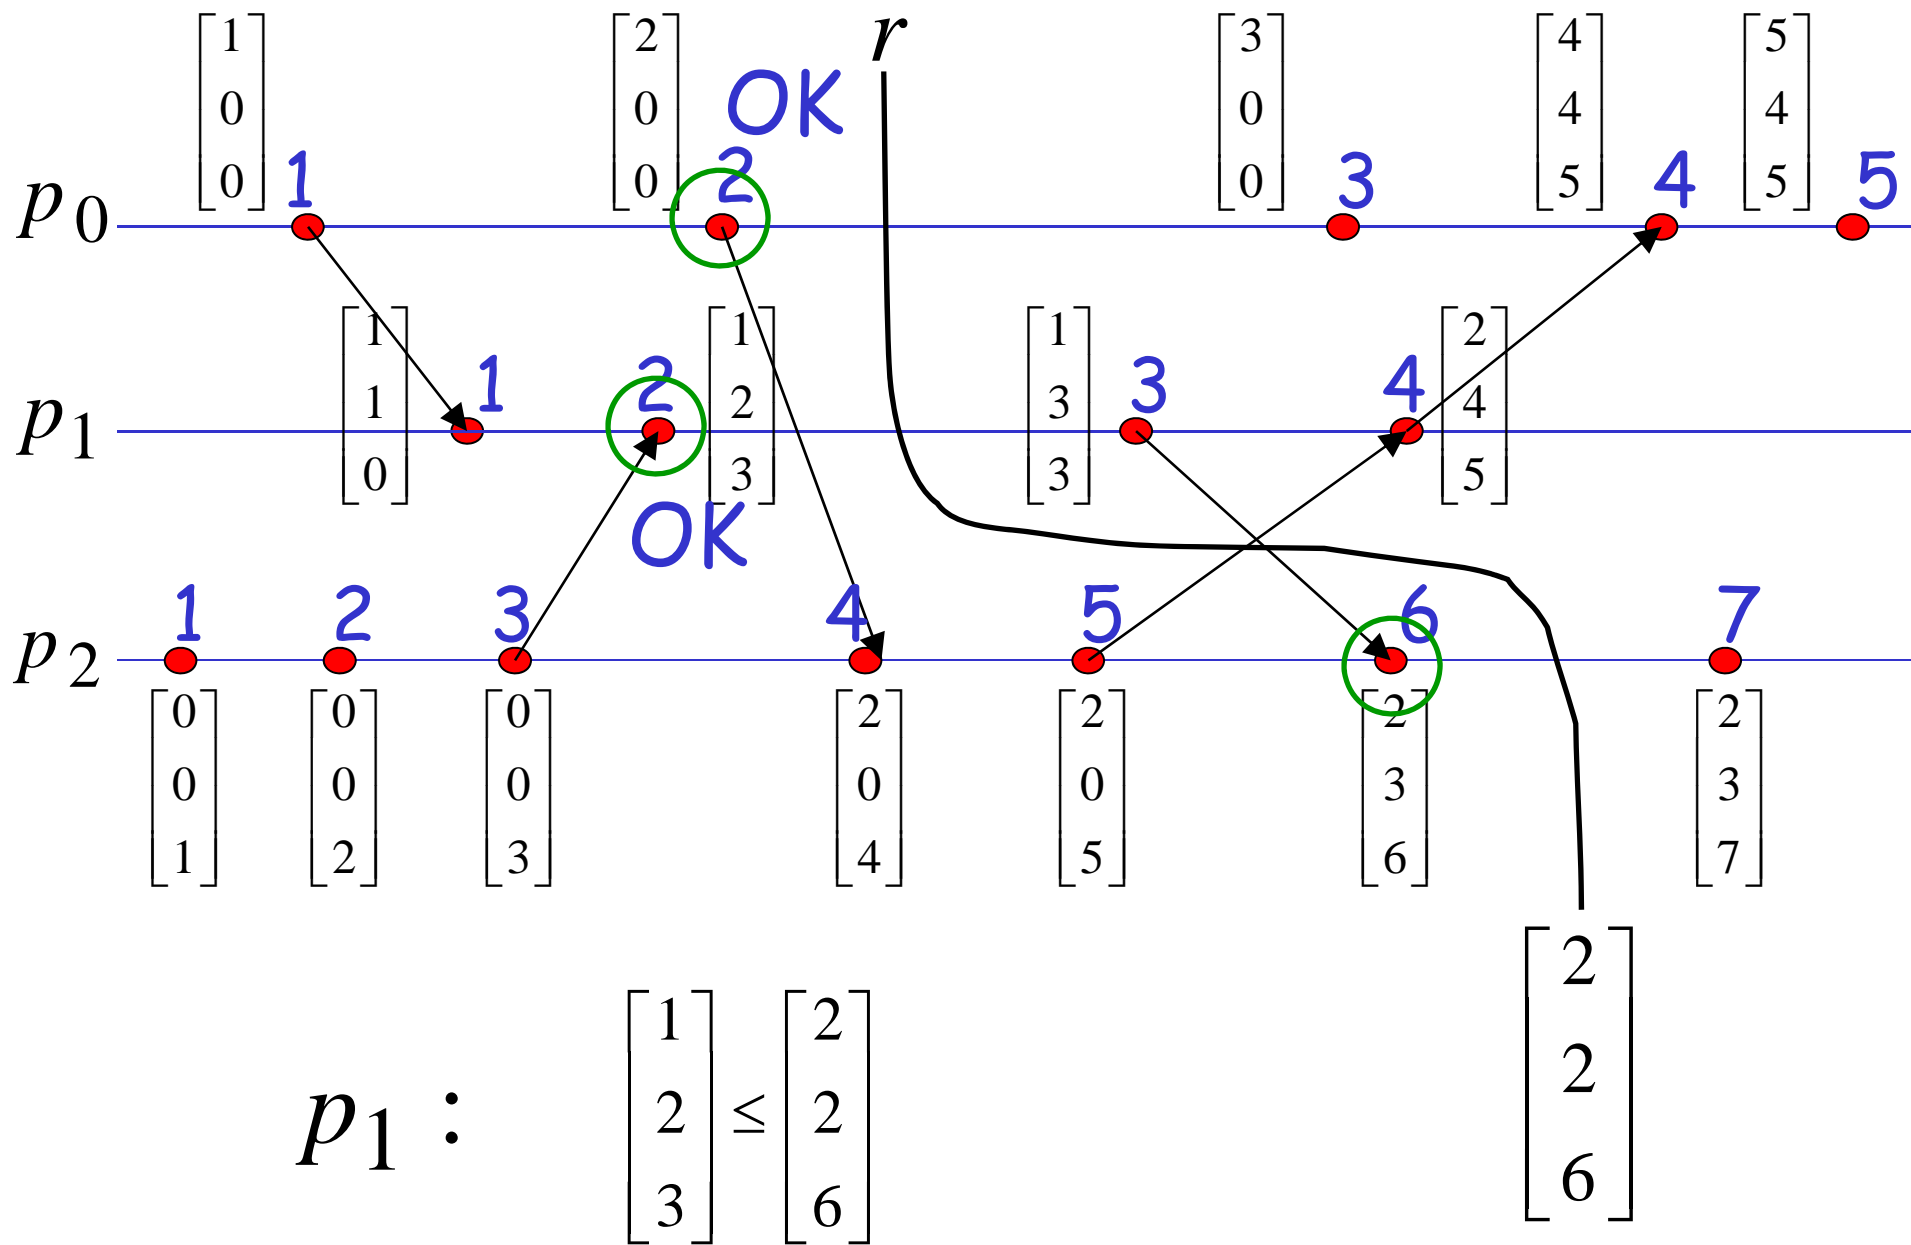 r
1 0 0
2 0 0
3 0 0
4 4 5
5 4 5
OK
p0
1 2 3 4 5
1 1 0
1 2 3
1 3 3
2 4 5
p1
1 2 3 4
OK
p2
1 2 3 4 5 6 7
0 0 1
0 0 2
0 0 3
2 0 4
2 0 5
2 3 6
2 3 7
2 2 6
p1 :
1 2 3 ≤ 2 2 6